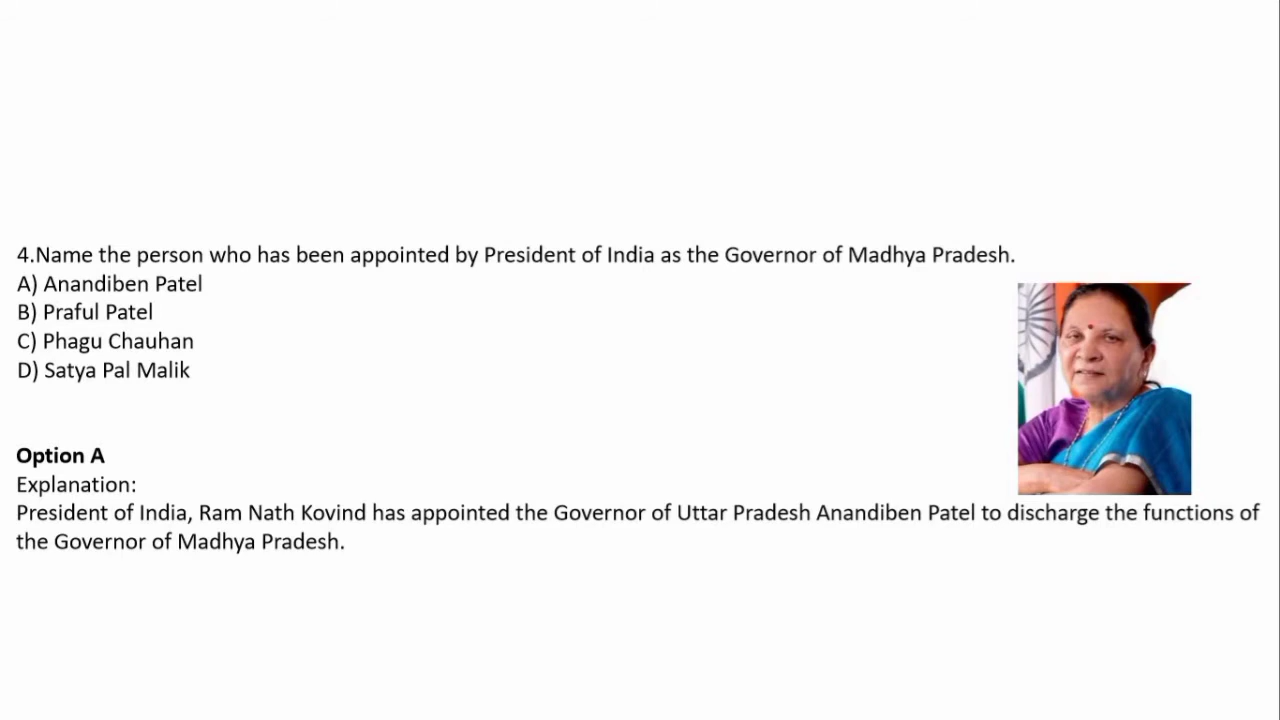 4.Name the person who has been appointed by President of India as the Governor of Madhya Pradesh.
A) Anandiben Patel
B) Praful Patel
C) Phagu Chauhan
D) Satya Pal Malik
Option A
Explanation:
President of India, Ram Nath Kovind has appointed the Governor of Uttar Pradesh Anandiben Patel to discharge the functions of
the Governor of Madhya Pradesh.